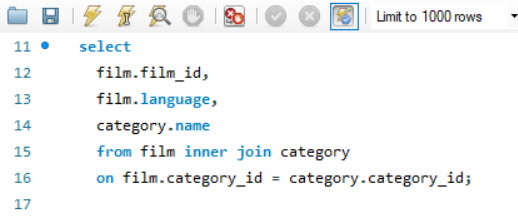 Limit to 1000 rows
11 select
12 film.film_id,
13 film.language,
14 category.name
15 from film inner join category
16 on film.category_id = category.category_id;
17